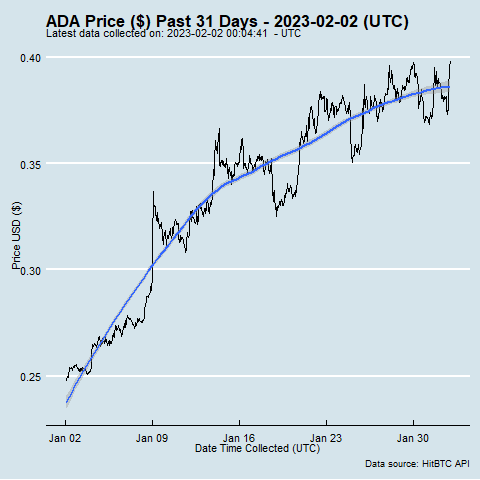 ADA Price ($) Past 31 Days - 2023-02-02 (UTC)
Latest data collected on: 2023-02-02 00:04:41 - UTC
0.40
0.35
0.30
0.25
Price USD ($)
Jan 02 Jan 09 Jan 16 Jan 23 Jan 30
Date Time Collected (UTC)
Data source: HitBTC API